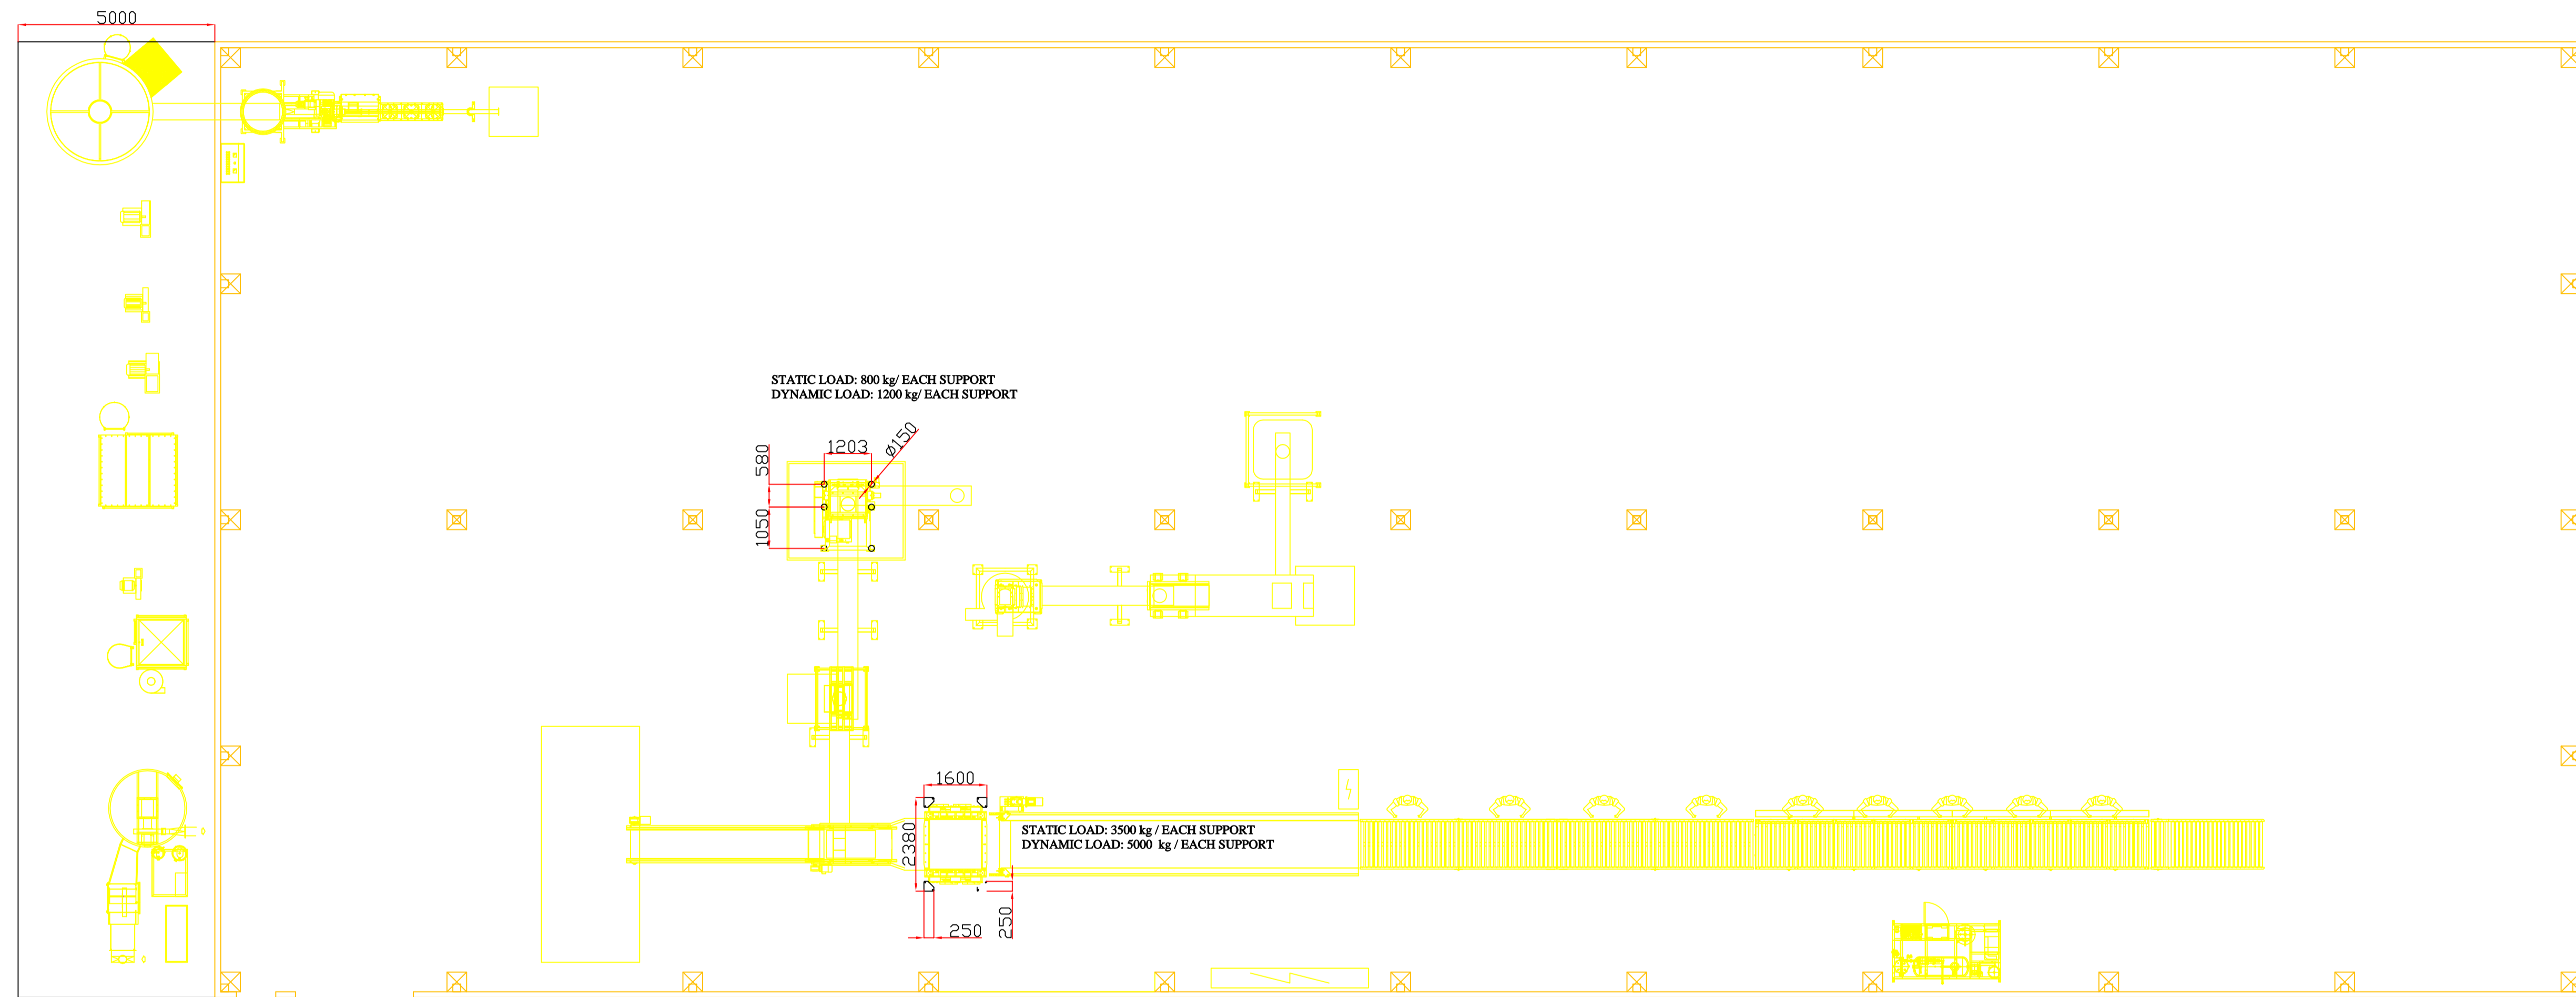 5000
STATIC LOAD: 800 kg/ EACH SUPPORT
DYNAMIC LOAD: 1200 kg/ EACH SUPPORT
1203
Ø150
580
1050
1600
2380
STATIC LOAD: 3500 kg / EACH SUPPORT
DYNAMIC LOAD: 5000 kg / EACH SUPPORT
250
250